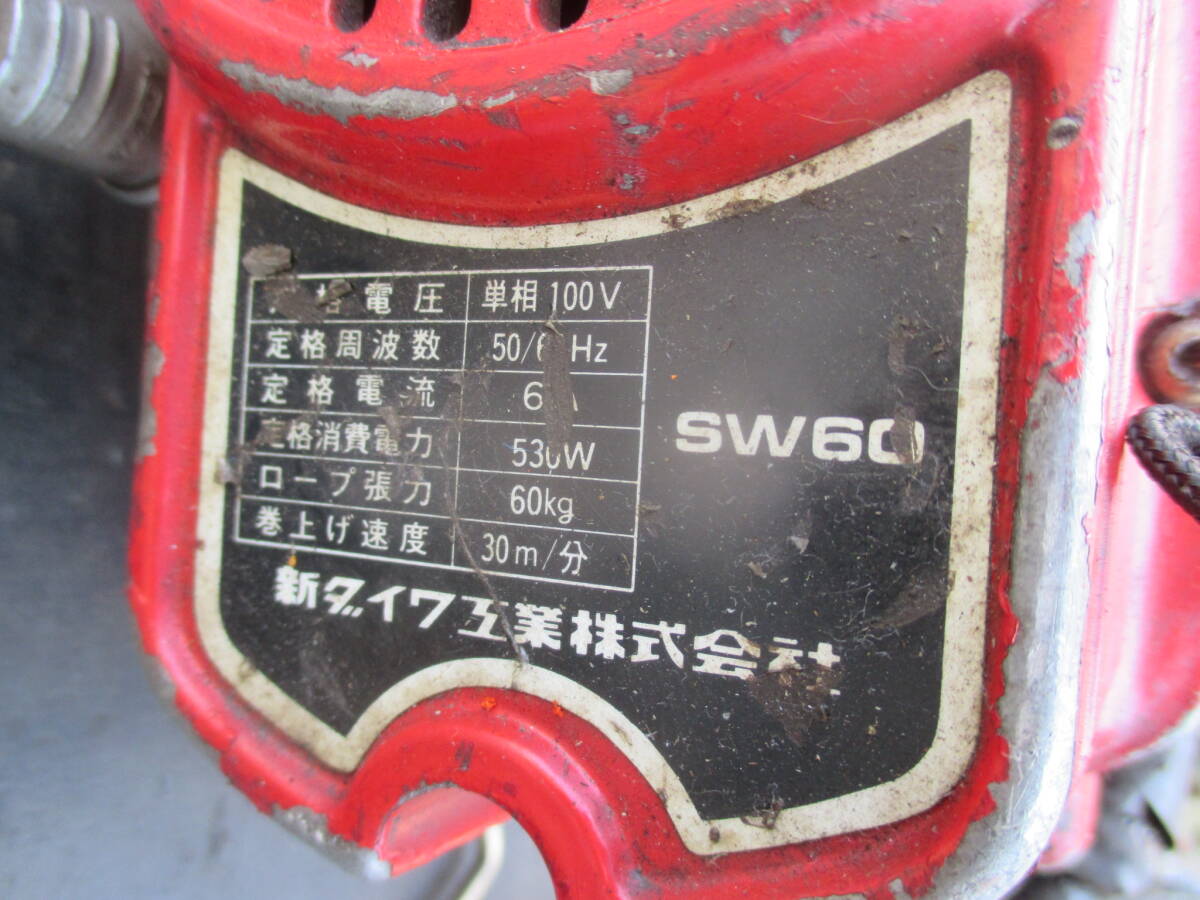 格電圧 単相100V
定格周波数 50/6 Hz
定格電流
定格消費電力 530W
ロープ張力 60kg
巻上げ速度 30m/分
SW60
新ダイワ工業株式会社